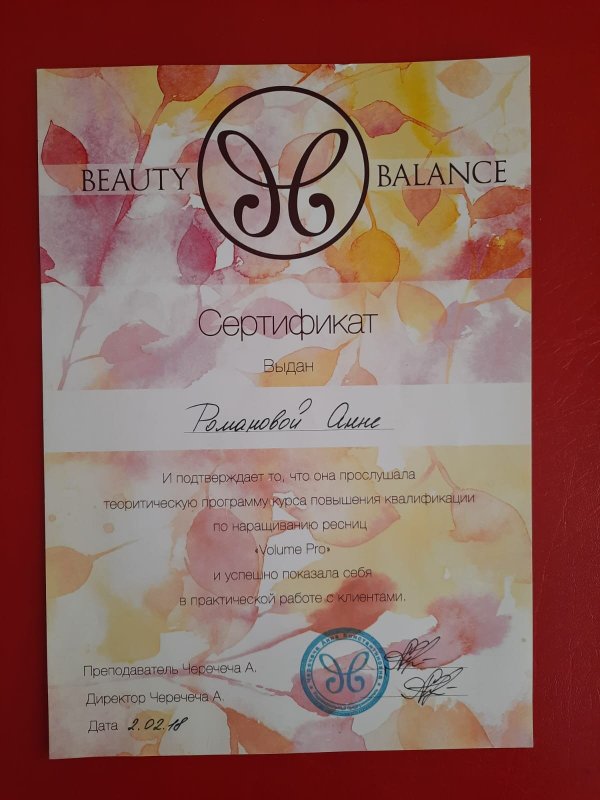 BEAUTY BALANCE
Сертификат
Выдан
Романовой Анне
И подтверждает то, что она прослушала
теоритическую программу курса повышения квалификации
по наращиванию ресниц
«Volume Pro»
и успешно показала себя
в практической работе с клиентами.
Преподаватель Черечеча А.
Директор Черечеча А.
Дата 2.02.18